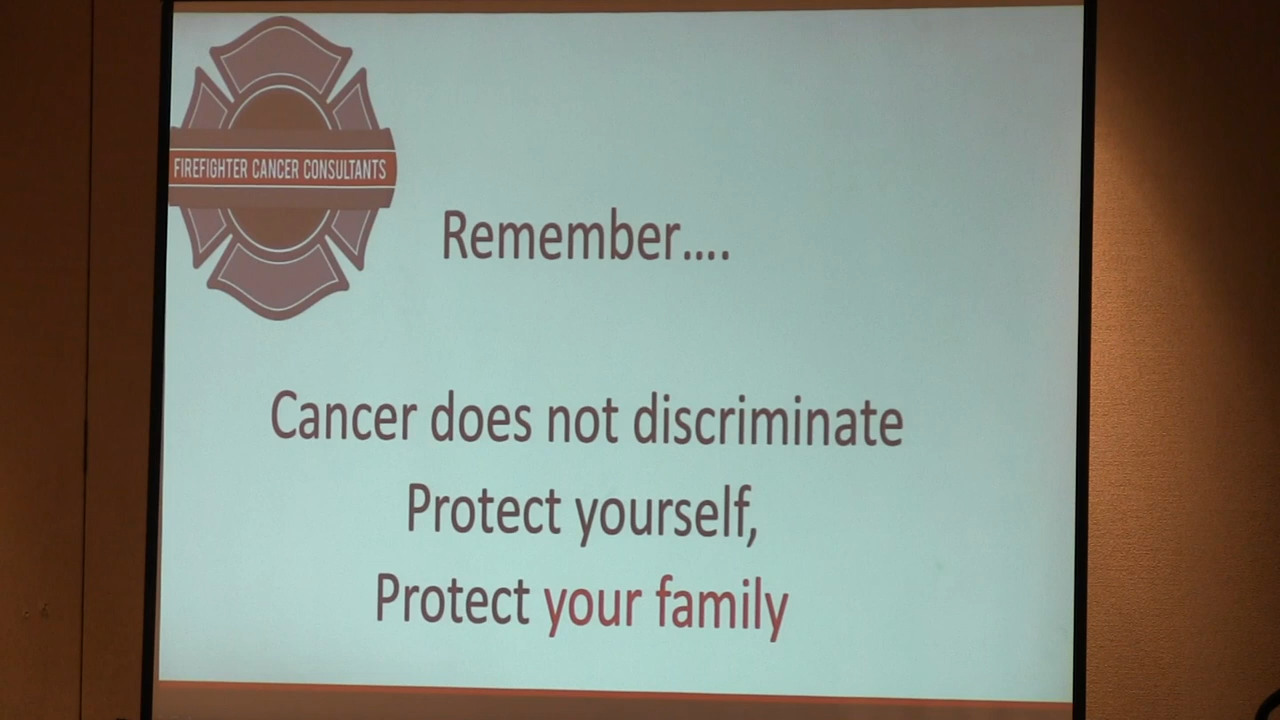 FIREFIGHTER CANCER CONSULTANTS
Remember....
Cancer does not discriminate
Protect yourself,
Protect your family